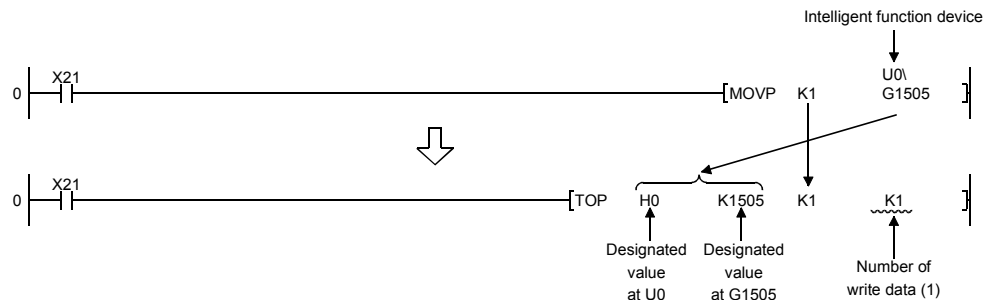 Intelligent function device
X21
U0\
0 MOVP K1 G1505
X21
0 TOP H0 K1505 K1 K1
Designated value at U0
Designated value at G1505
Number of write data (1)